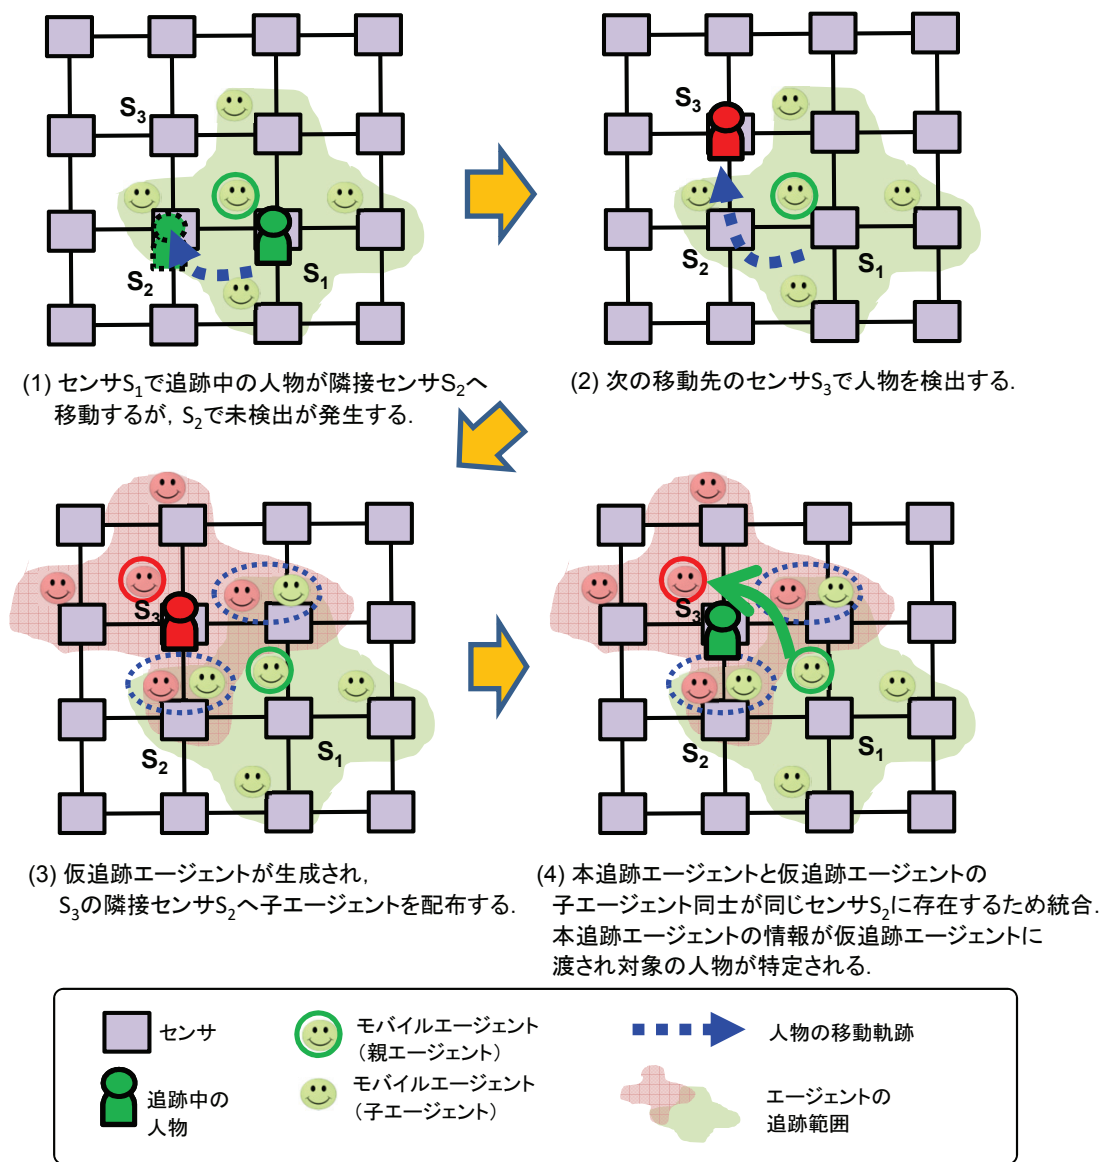 S₃
S₂
S₁
S₃
S₂
S₁
(1) センサS₁で追跡中の人物が隣接センサS₂へ
移動するが, S₂で未検出が発生する.
(2) 次の移動先のセンサS₃で人物を検出する.
S₃
S₂
S₁
S₃
S₂
S₁
(3) 仮追跡エージェントが生成され,
S₃の隣接センサS₂へ子エージェントを配布する.
(4) 本追跡エージェントと仮追跡エージェントの
子エージェント同士が同じセンサS₂に存在するため統合.
本追跡エージェントの情報が仮追跡エージェントに
渡され対象の人物が特定される.
センサ
モバイルエージェント
(親エージェント)
人物の移動軌跡
追跡中の
人物
モバイルエージェント
(子エージェント)
エージェントの
追跡範囲